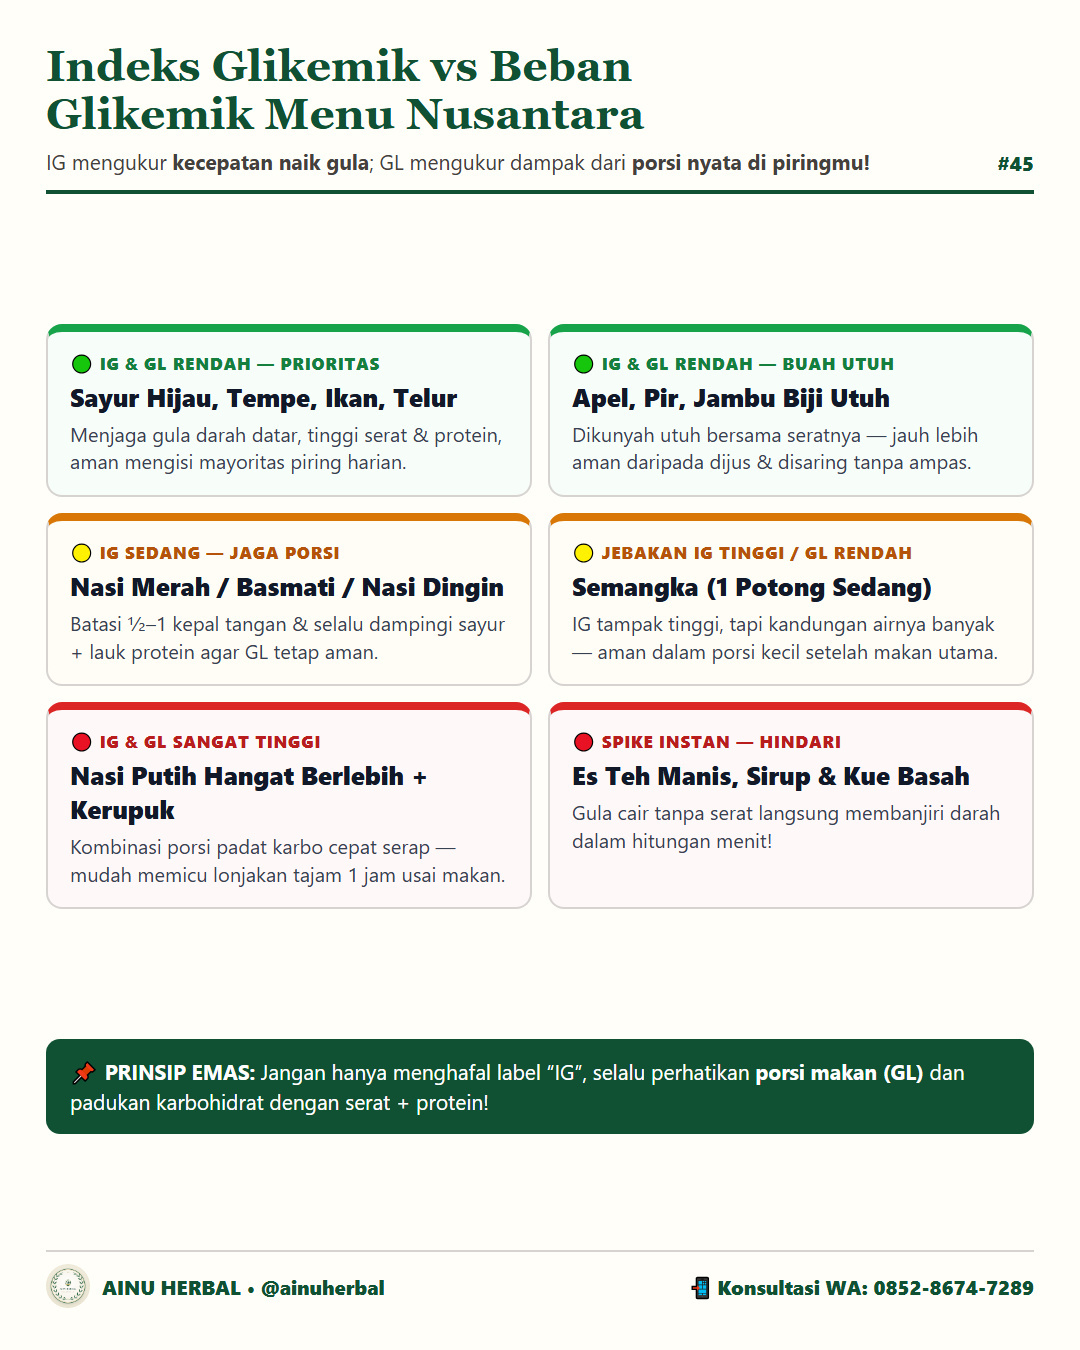 Indeks Glikemik vs Beban
Glikemik Menu Nusantara
IG mengukur kecepatan naik gula; GL mengukur dampak dari porsi nyata di piringmu!
#45
IG & GL RENDAH — PRIORITAS
Sayur Hijau, Tempe, Ikan, Telur
Menjaga gula darah datar, tinggi serat & protein,
aman mengisi mayoritas piring harian.
IG & GL RENDAH — BUAH UTUH
Apel, Pir, Jambu Biji Utuh
Dikunyah utuh bersama seratnya — jauh lebih
aman daripada dijus & disaring tanpa ampas.
IG SEDANG — JAGA PORSI
Nasi Merah / Basmati / Nasi Dingin
Batasi ½–1 kepal tangan & selalu dampingi sayur
+ lauk protein agar GL tetap aman.
JEBAKAN IG TINGGI / GL RENDAH
Semangka (1 Potong Sedang)
IG tampak tinggi, tapi kandungan airnya banyak
— aman dalam porsi kecil setelah makan utama.
IG & GL SANGAT TINGGI
Nasi Putih Hangat Berlebih +
Kerupuk
Kombinasi porsi padat karbo cepat serap —
mudah memicu lonjakan tajam 1 jam usai makan.
SPIKE INSTAN — HINDARI
Es Teh Manis, Sirup & Kue Basah
Gula cair tanpa serat langsung membanjiri darah
dalam hitungan menit!
PRINSIP EMAS: Jangan hanya menghafal label “IG”, selalu perhatikan porsi makan (GL) dan
padukan karbohidrat dengan serat + protein!
AINU HERBAL • @ainuherbal
Konsultasi WA: 0852-8674-7289